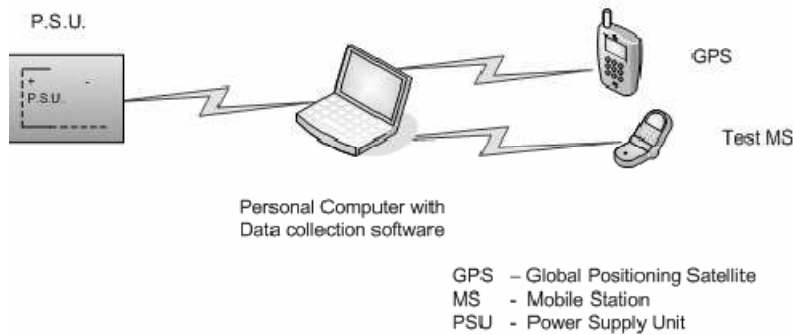 P.S.U.
+ -
P.S.U.
GPS
Test MS
Personal Computer with
Data collection software
GPS – Global Positioning Satellite
MS - Mobile Station
PSU - Power Supply Unit